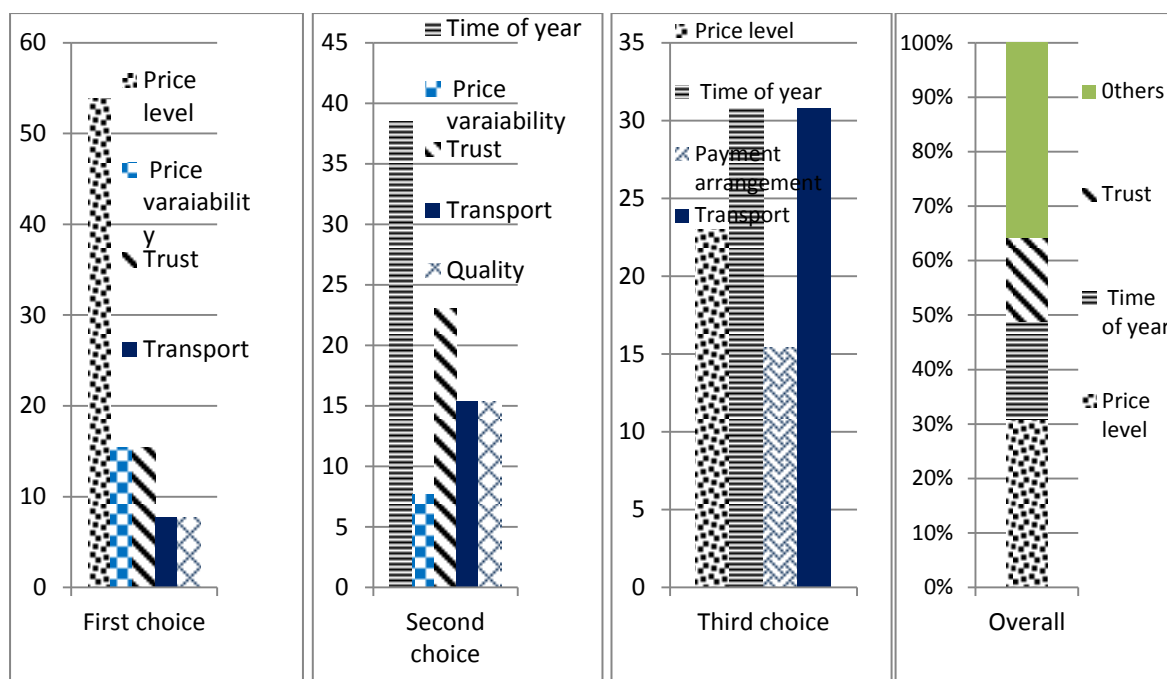 60
50
40
30
20
10
0
Price
level
Price
varaiabilit
y
Trust
Transport
First choice
45
40
35
30
25
20
15
10
5
0
Time of year
Price
varaiability
Trust
Transport
Quality
Second
choice
35
30
25
20
15
10
5
0
Price level
Time of year
Payment
arrangement
Transport
Third choice
100%
90%
80%
70%
60%
50%
40%
30%
20%
10%
0%
0thers
Trust
Time
of year
Price
level
Overall